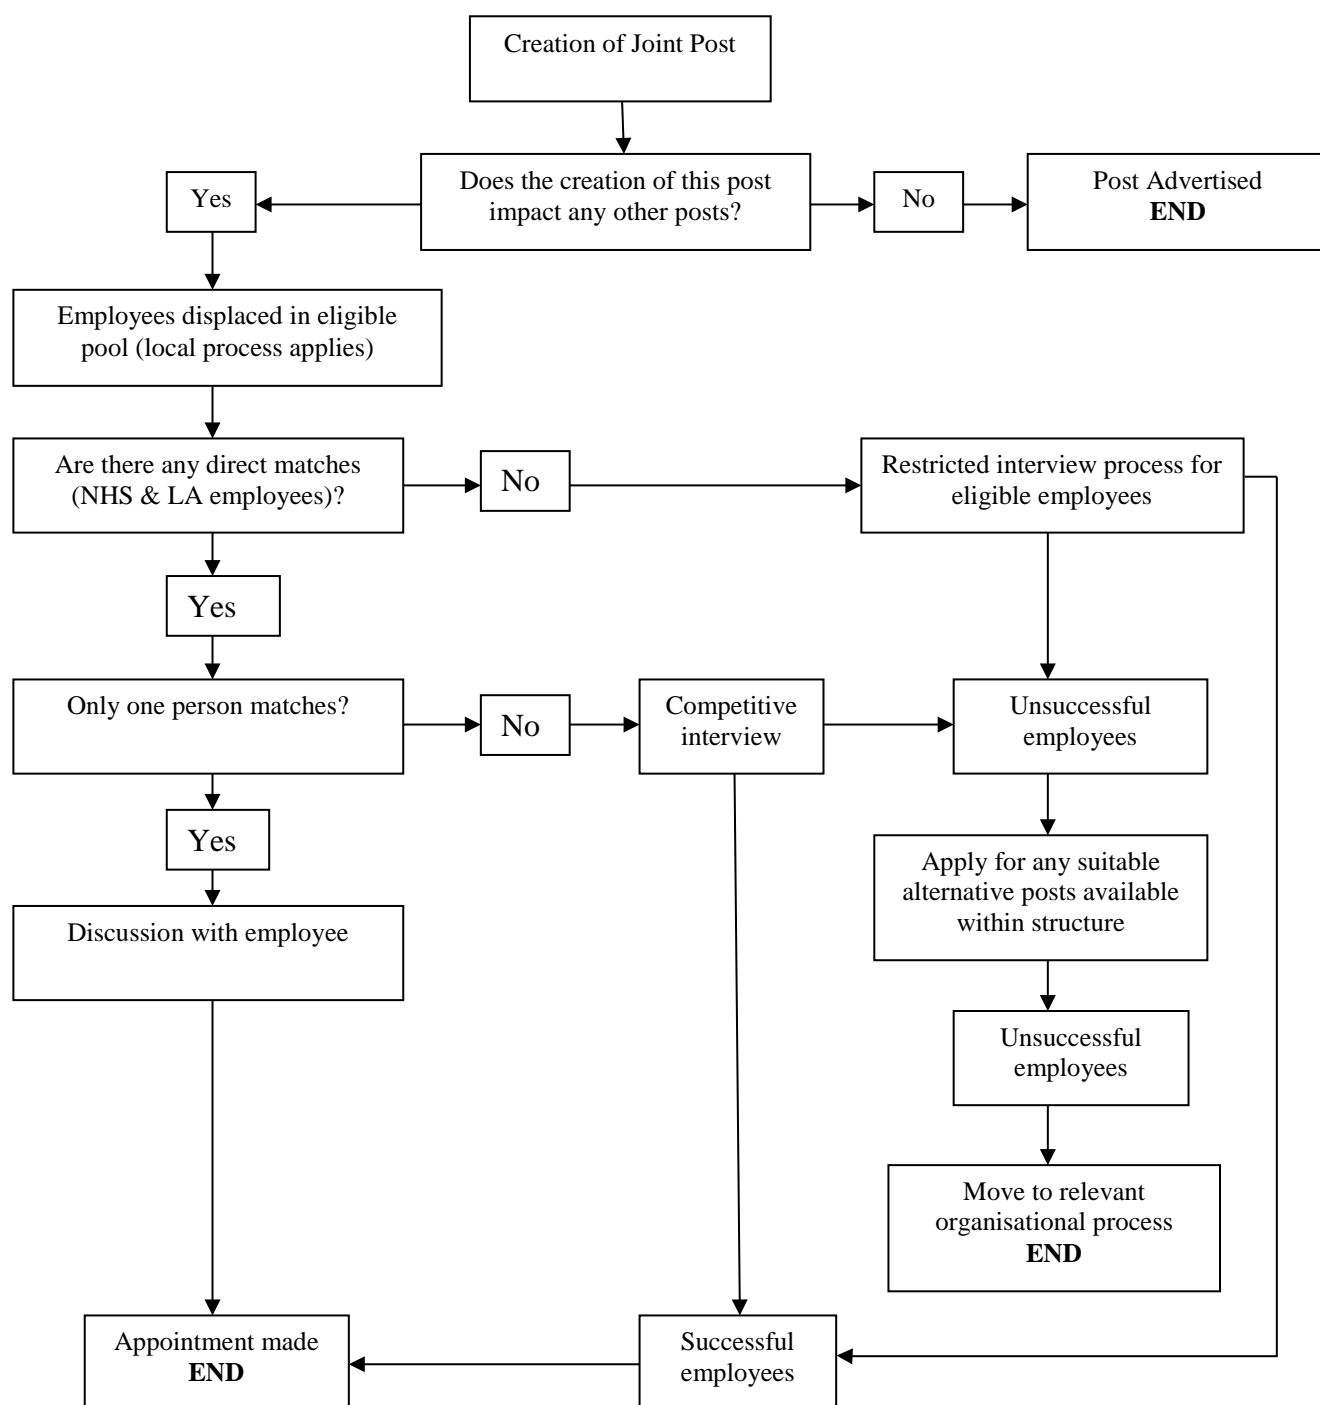 Creation of Joint Post
Does the creation of this post
impact any other posts?
Yes
No
Post Advertised
END
Employees displaced in eligible
pool (local process applies)
Are there any direct matches
(NHS & LA employees)?
No
Restricted interview process for
eligible employees
Yes
Only one person matches?
No
Competitive
interview
Unsuccessful
employees
Yes
Apply for any suitable
alternative posts available
within structure
Discussion with employee
Unsuccessful
employees
Move to relevant
organisational process
END
Appointment made
END
Successful
employees